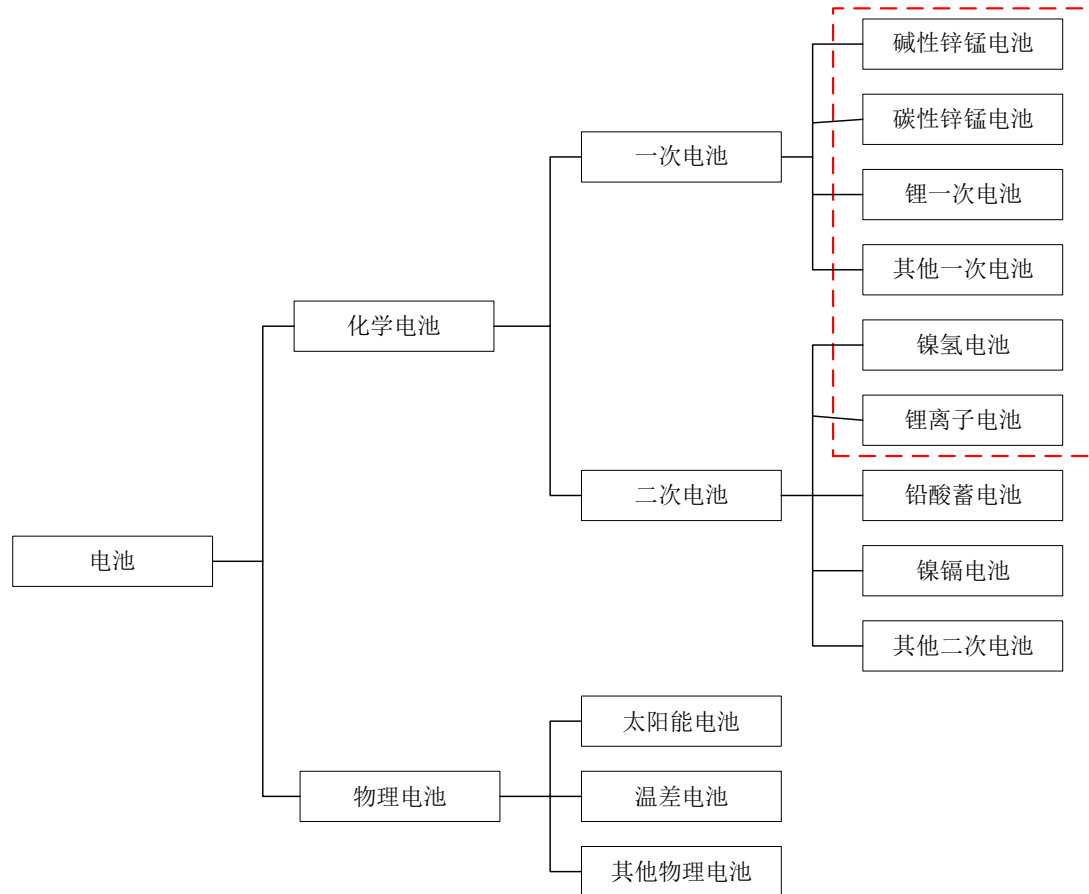 碱性锌锰电池
碳性锌锰电池
一次电池
锂一次电池
其他一次电池
化学电池
镍氢电池
锂离子电池
二次电池
铅酸蓄电池
电池
镍镉电池
其他二次电池
太阳能电池
物理电池
温差电池
其他物理电池